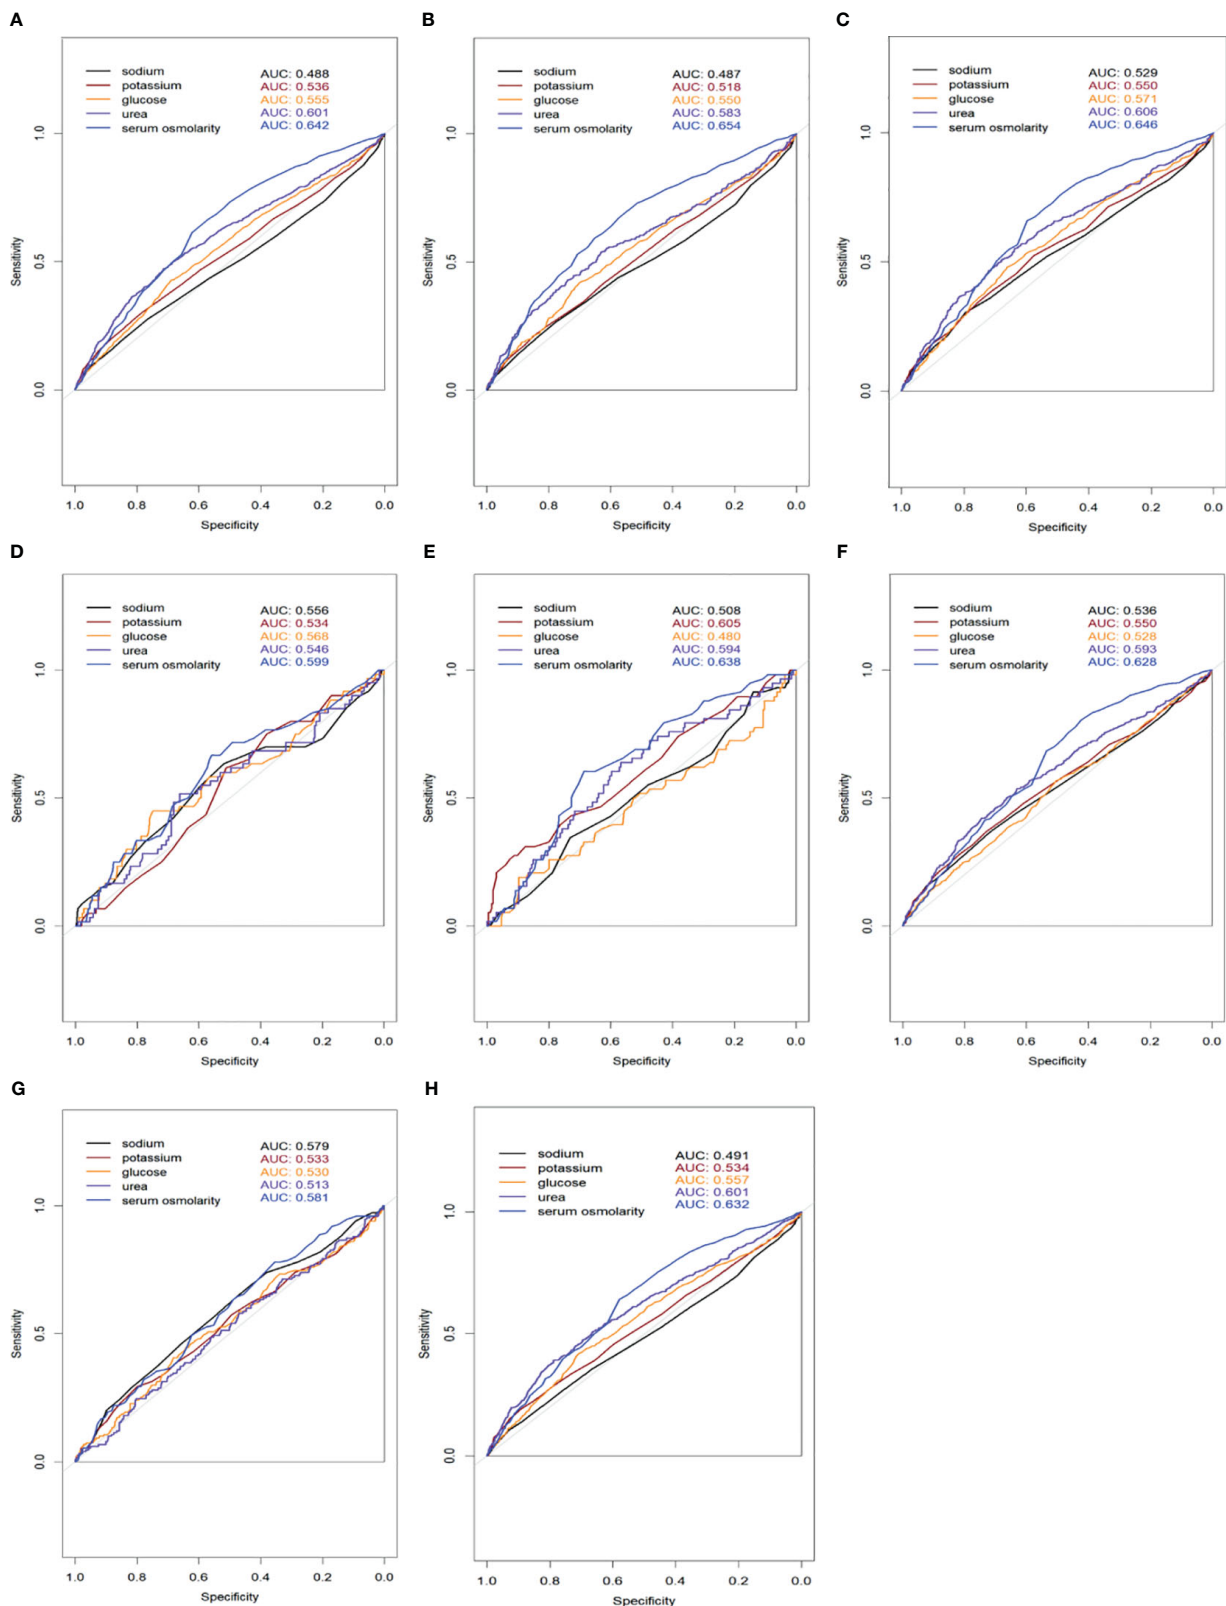 A
sodium AUC: 0.488
potassium AUC: 0.536
glucose AUC: 0.555
urea AUC: 0.601
serum osmolarity AUC: 0.642
Sensitivity
1.0
0.5
0.0
1.0 0.8 0.6 0.4 0.2 0.0
Specificity
B
sodium AUC: 0.487
potassium AUC: 0.518
glucose AUC: 0.550
urea AUC: 0.583
serum osmolarity AUC: 0.654
Sensitivity
1.0
0.5
0.0
1.0 0.8 0.6 0.4 0.2 0.0
Specificity
C
sodium AUC: 0.529
potassium AUC: 0.550
glucose AUC: 0.571
urea AUC: 0.606
serum osmolarity AUC: 0.646
Sensitivity
1.0
0.5
0.0
1.0 0.8 0.6 0.4 0.2 0.0
Specificity
D
sodium AUC: 0.556
potassium AUC: 0.534
glucose AUC: 0.568
urea AUC: 0.546
serum osmolarity AUC: 0.599
Sensitivity
1.0
0.5
0.0
1.0 0.8 0.6 0.4 0.2 0.0
Specificity
E
sodium AUC: 0.508
potassium AUC: 0.605
glucose AUC: 0.480
urea AUC: 0.594
serum osmolarity AUC: 0.638
Sensitivity
1.0
0.5
0.0
1.0 0.8 0.6 0.4 0.2 0.0
Specificity
F
sodium AUC: 0.536
potassium AUC: 0.550
glucose AUC: 0.528
urea AUC: 0.593
serum osmolarity AUC: 0.628
Sensitivity
1.0
0.5
0.0
1.0 0.8 0.6 0.4 0.2 0.0
Specificity
G
sodium AUC: 0.579
potassium AUC: 0.533
glucose AUC: 0.530
urea AUC: 0.513
serum osmolarity AUC: 0.581
Sensitivity
1.0
0.5
0.0
1.0 0.8 0.6 0.4 0.2 0.0
Specificity
H
sodium AUC: 0.491
potassium AUC: 0.534
glucose AUC: 0.557
urea AUC: 0.601
serum osmolarity AUC: 0.632
Sensitivity
1.0
0.5
0.0
1.0 0.8 0.6 0.4 0.2 0.0
Specificity